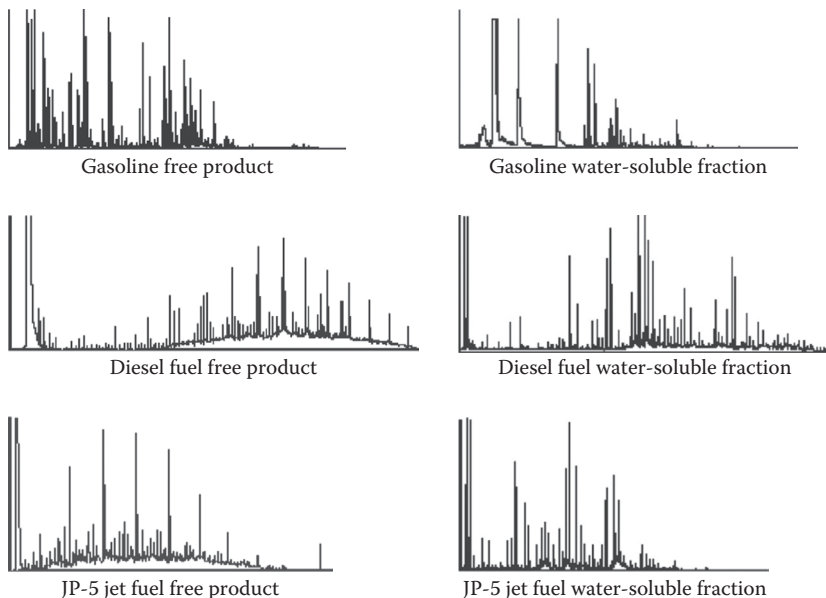 Gasoline free product
Gasoline water-soluble fraction
Diesel fuel free product
Diesel fuel water-soluble fraction
JP-5 jet fuel free product
JP-5 jet fuel water-soluble fraction